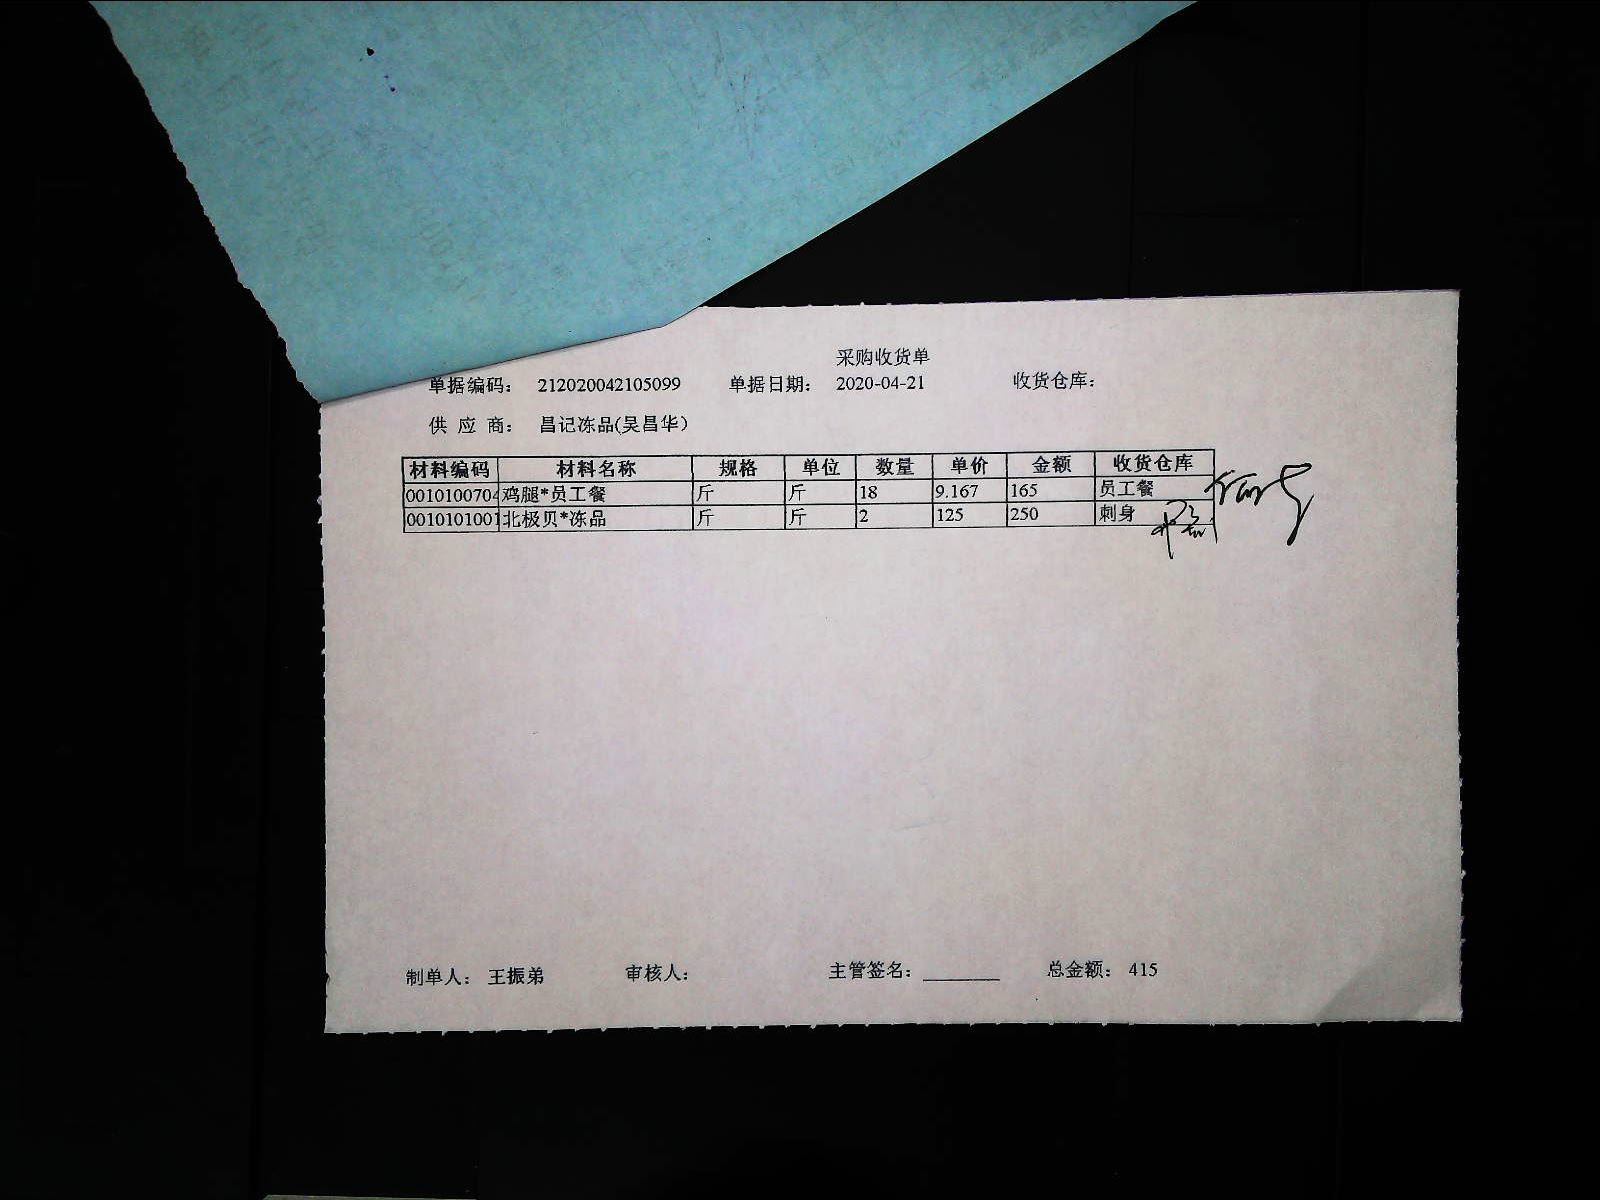 采购收货单
单据编码： 212020042105099 单据日期： 2020-04-21 收货仓库：
供 应 商： 昌记冻品(吴昌华)
材料编码 材料名称 规格 单位 数量 单价 金额 收货仓库
0010100704 鸡腿*员工餐 斤 斤 18 9.167 165 员工餐
0010101001 北极贝*冻品 斤 斤 2 125 250 刺身
制单人： 王振弟 审核人： 主管签名： ________ 总金额： 415